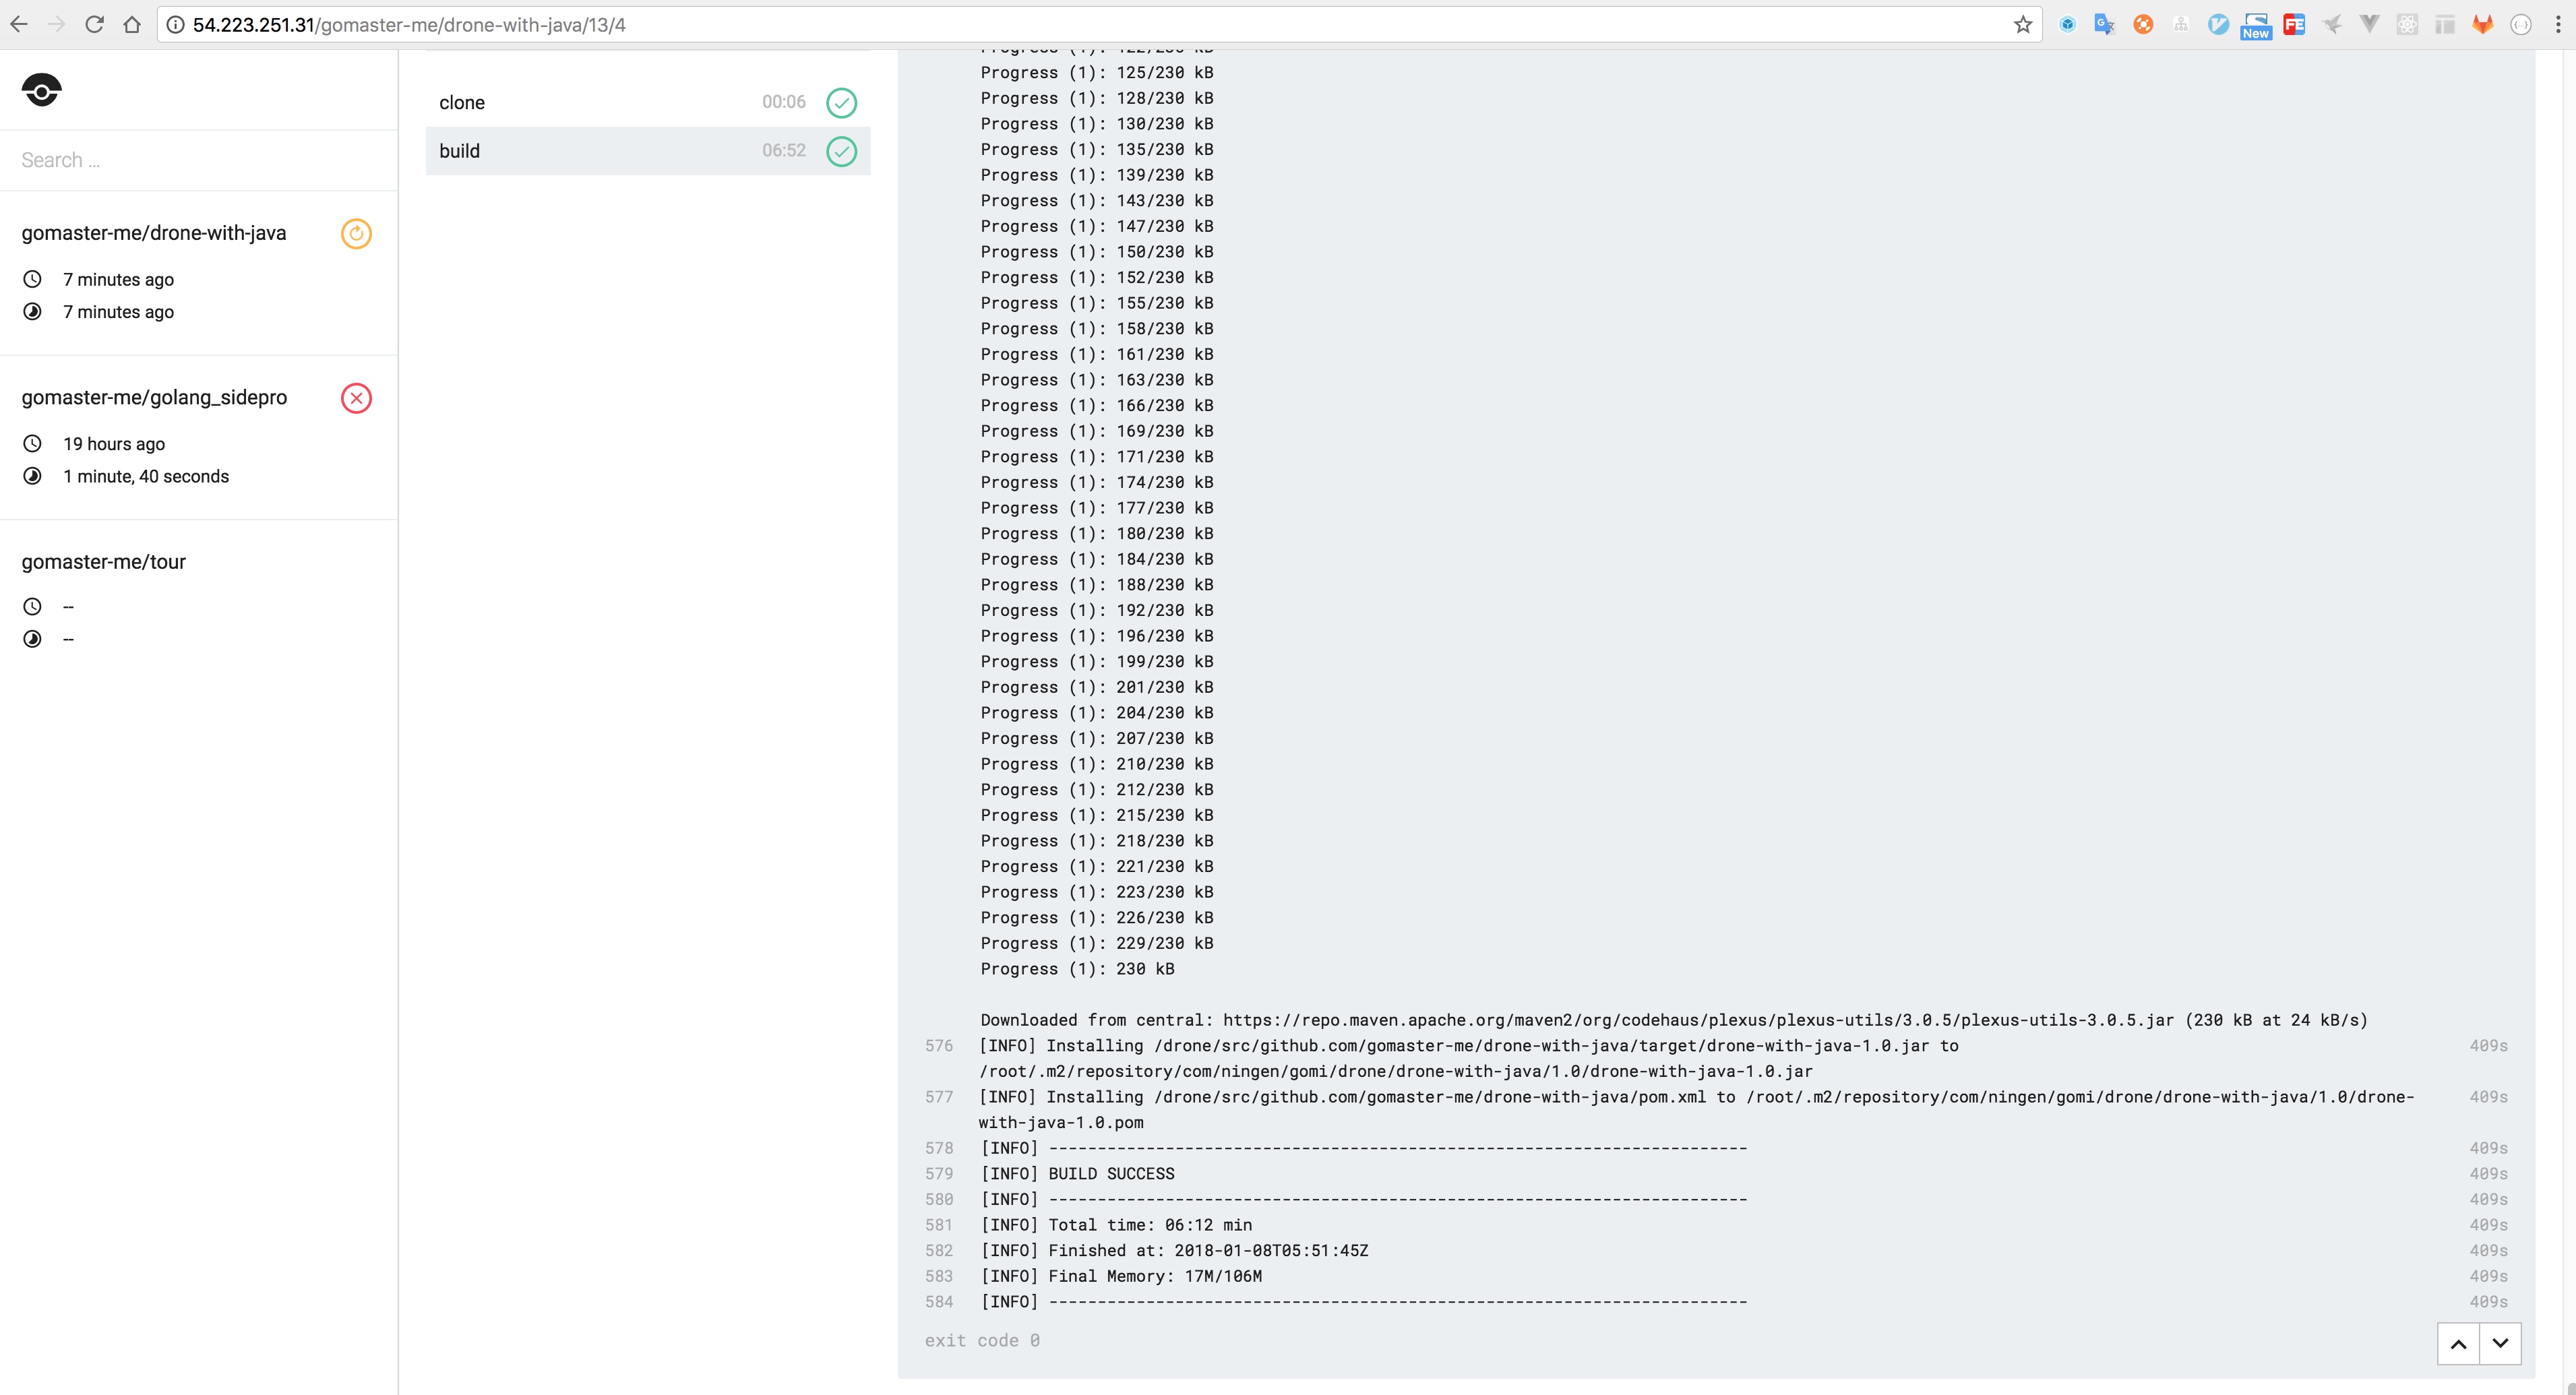 54.223.251.31/gomaster-me/drone-with-java/13/4
New
FE
Search ...
gomaster-me/drone-with-java
7 minutes ago
7 minutes ago
gomaster-me/golang_sidepro
19 hours ago
1 minute, 40 seconds
gomaster-me/tour
--
--
clone 00:06
build 06:52
Progress (1): 122/230 kB
Progress (1): 125/230 kB
Progress (1): 128/230 kB
Progress (1): 130/230 kB
Progress (1): 135/230 kB
Progress (1): 139/230 kB
Progress (1): 143/230 kB
Progress (1): 147/230 kB
Progress (1): 150/230 kB
Progress (1): 152/230 kB
Progress (1): 155/230 kB
Progress (1): 158/230 kB
Progress (1): 161/230 kB
Progress (1): 163/230 kB
Progress (1): 166/230 kB
Progress (1): 169/230 kB
Progress (1): 171/230 kB
Progress (1): 174/230 kB
Progress (1): 177/230 kB
Progress (1): 180/230 kB
Progress (1): 184/230 kB
Progress (1): 188/230 kB
Progress (1): 192/230 kB
Progress (1): 196/230 kB
Progress (1): 199/230 kB
Progress (1): 201/230 kB
Progress (1): 204/230 kB
Progress (1): 207/230 kB
Progress (1): 210/230 kB
Progress (1): 212/230 kB
Progress (1): 215/230 kB
Progress (1): 218/230 kB
Progress (1): 221/230 kB
Progress (1): 223/230 kB
Progress (1): 226/230 kB
Progress (1): 229/230 kB
Progress (1): 230 kB
Downloaded from central: https://repo.maven.apache.org/maven2/org/codehaus/plexus/plexus-utils/3.0.5/plexus-utils-3.0.5.jar (230 kB at 24 kB/s)
576 [INFO] Installing /drone/src/github.com/gomaster-me/drone-with-java/target/drone-with-java-1.0.jar to 409s
/root/.m2/repository/com/ningen/gomi/drone/drone-with-java/1.0/drone-with-java-1.0.jar
577 [INFO] Installing /drone/src/github.com/gomaster-me/drone-with-java/pom.xml to /root/.m2/repository/com/ningen/gomi/drone/drone-with-java/1.0/drone- 409s
with-java-1.0.pom
578 [INFO] ------------------------------------------------------------------------ 409s
579 [INFO] BUILD SUCCESS 409s
580 [INFO] ------------------------------------------------------------------------ 409s
581 [INFO] Total time: 06:12 min 409s
582 [INFO] Finished at: 2018-01-08T05:51:45Z 409s
583 [INFO] Final Memory: 17M/106M 409s
584 [INFO] ------------------------------------------------------------------------ 409s
exit code 0